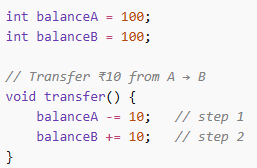 int balanceA = 100;
int balanceB = 100;
// Transfer ₹10 from A → B
void transfer() {
    balanceA -= 10;   // step 1
    balanceB += 10;   // step 2
}